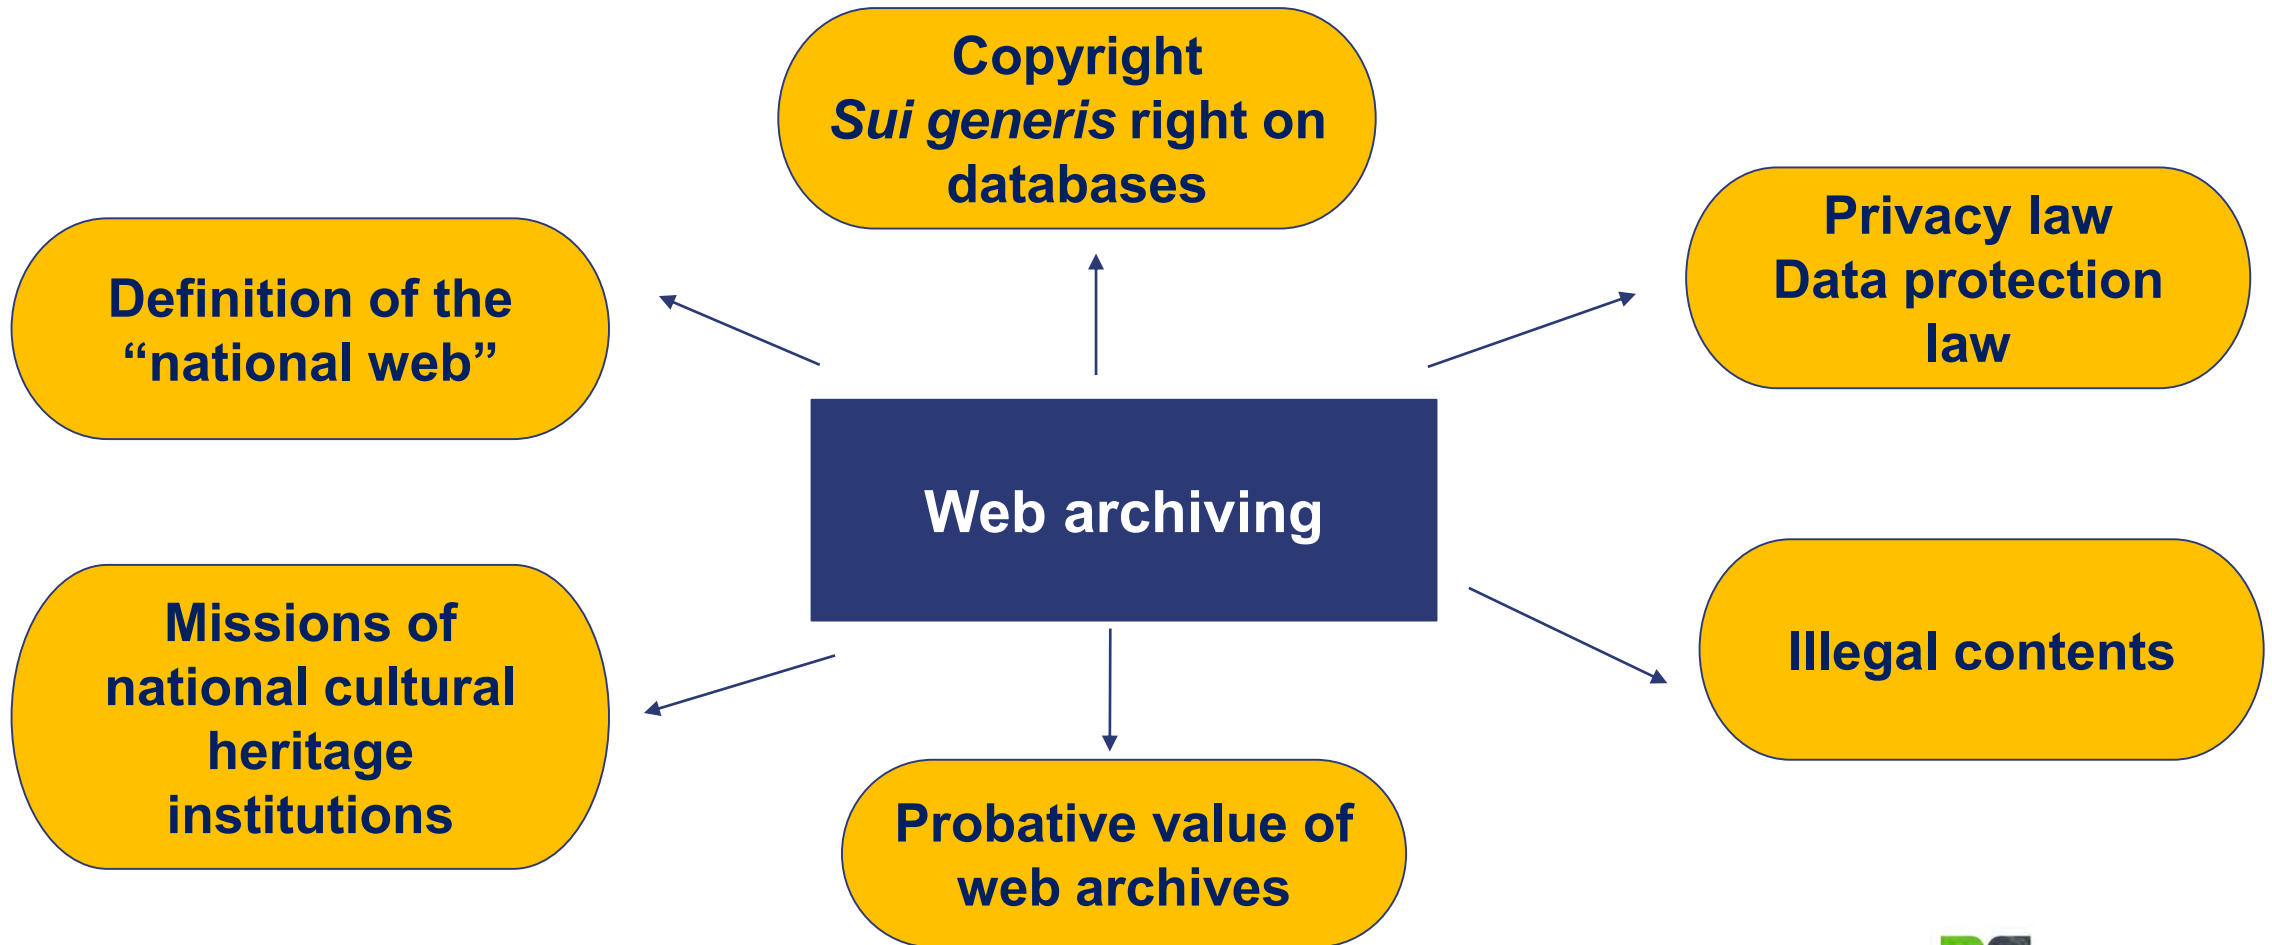 Copyright
Sui generis right on
databases
Definition of the
“national web”
Privacy law
Data protection
law
Web archiving
Missions of
national cultural
heritage
institutions
Illegal contents
Probative value of
web archives